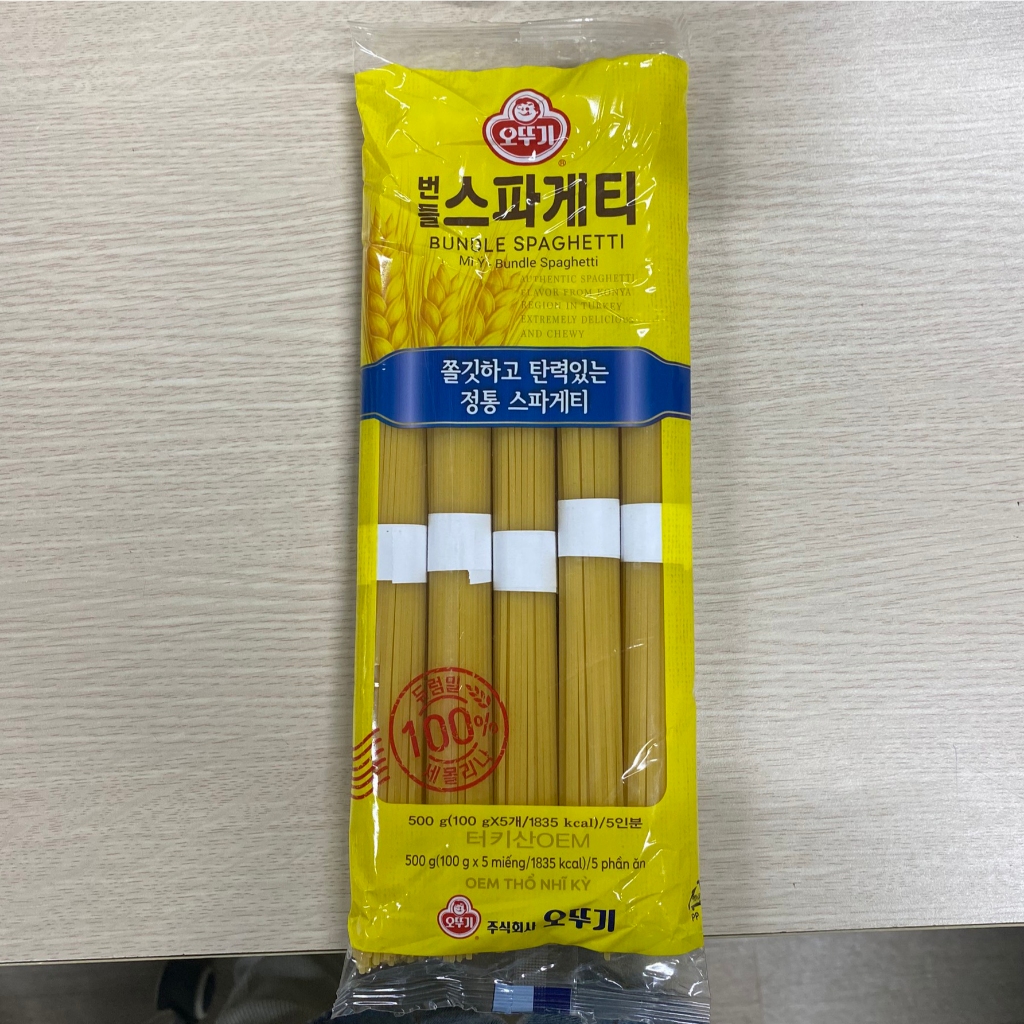 오뚜기
®
번들 스파게티
BUNDLE SPAGHETTI
Mì Ý - Bundle Spaghetti
AUTHENTIC SPAGHETTI
FLAVOR FROM KONYA
REGION IN TURKEY
EXTREMELY DELICIOUS
AND CHEWY
쫄깃하고 탄력있는
정통 스파게티
듀럼밀
100%
세몰리나
500 g(100 gX5개/1835 kcal)/5인분
터키산OEM
500 g(100 g x 5 miếng/1835 kcal)/5 phần ăn
OEM THỔ NHĨ KỲ
오뚜기
주식회사 오뚜기
PP